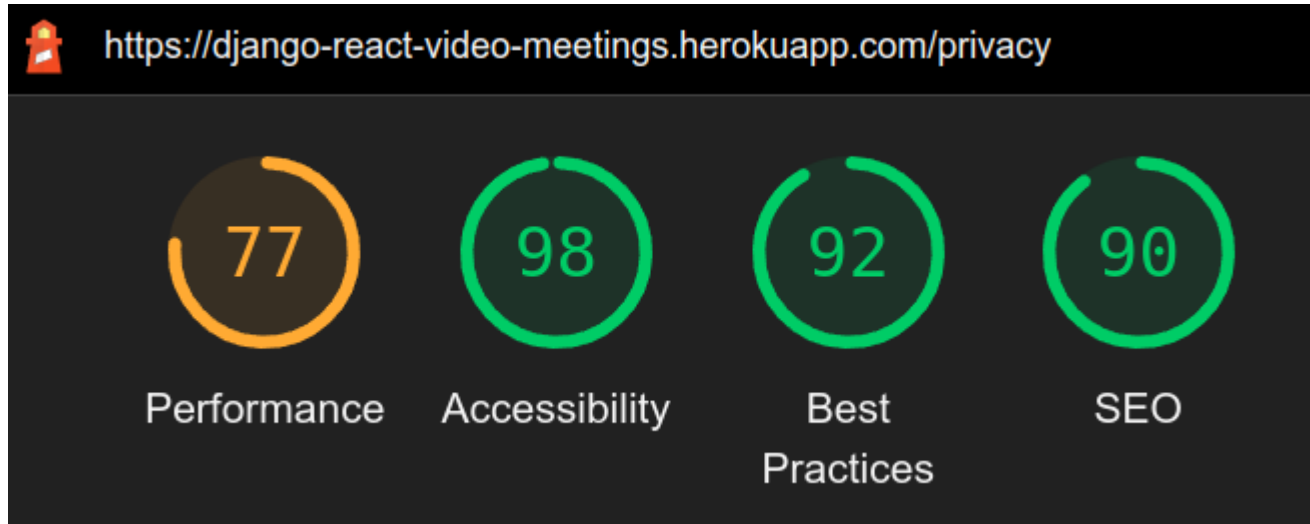 https://django-react-video-meetings.herokuapp.com/privacy
77
98
92
90
Performance
Accessibility
Best
Practices
SEO